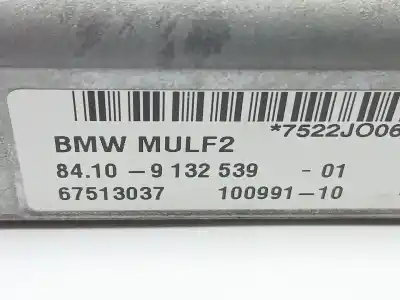 *7522JO06
BMW MULF2
84.10 – 9 132 539 - 01
67513037 100991-10